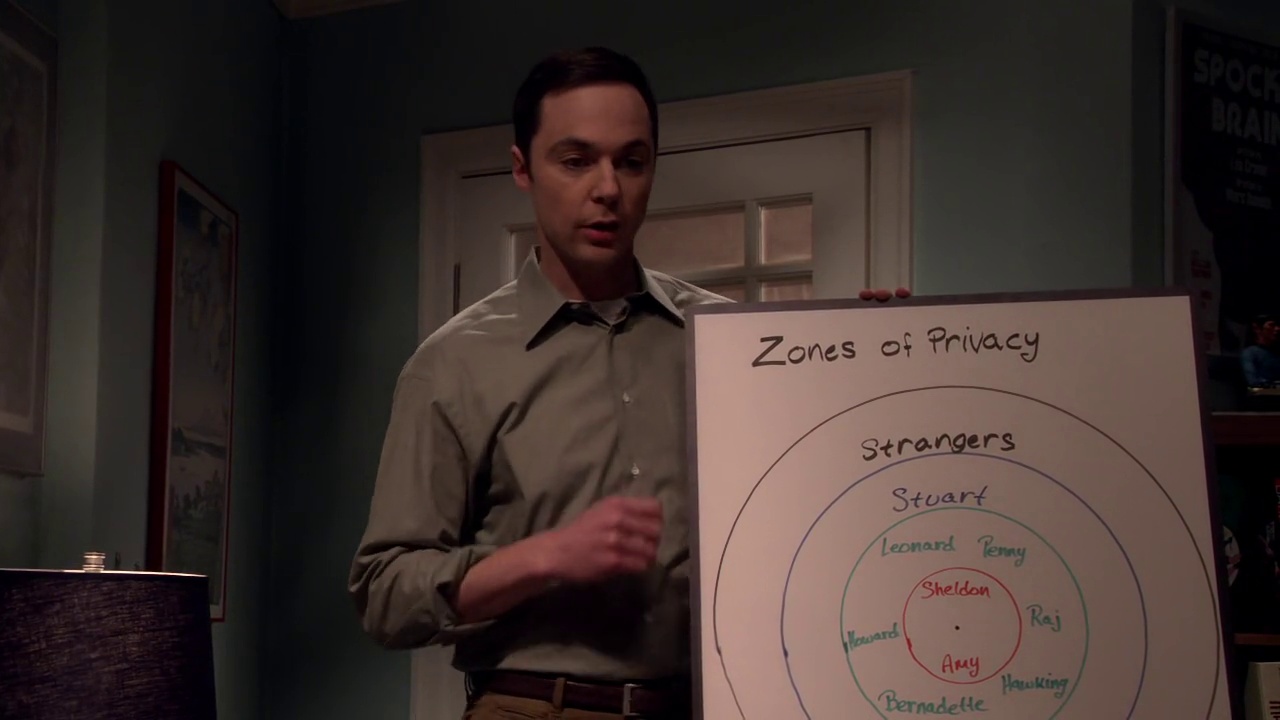 SPOCK
BRAIN
Zones of Privacy
Strangers
Stuart
Leonard Penny
Sheldon
Raj
Howard
Amy
Hawking
Bernadette